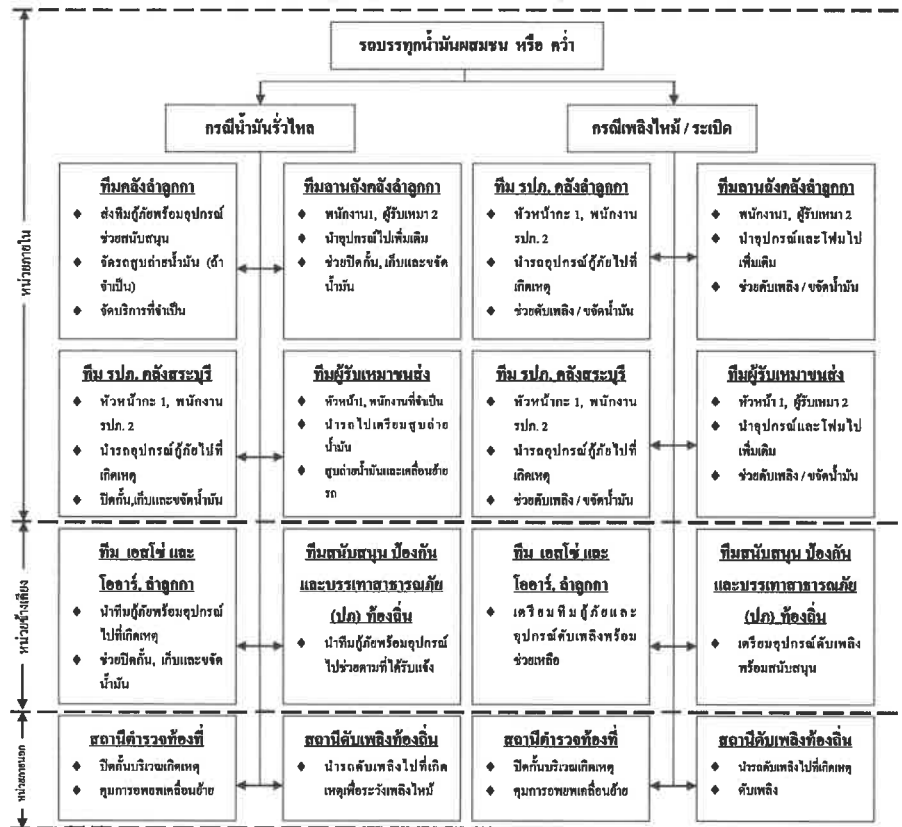 รถบรรทุกน้ำมันผสมชน หรือ คว่ำ
กรณีน้ำมันรั่วไหล
กรณีเพลิงไหม้ / ระเบิด
หน่วยภายใน
ทีมคลังลำลูกกา
♦ ส่งทีมกู้ภัยพร้อมอุปกรณ์
ช่วยสนับสนุน
♦ จัดรถสูบถ่ายน้ำมัน (ถ้า
จำเป็น)
♦ จัดบริการที่จำเป็น
ทีมลานถังคลังลำลูกกา
♦ พนักงาน1, ผู้รับเหมา 2
♦ นำอุปกรณ์ไปเพิ่มเติม
♦ ช่วยปิดกั้น,เก็บและขจัด
น้ำมัน
ทีม รปภ. คลังลำลูกกา
♦ หัวหน้ากะ 1, พนักงาน
รปภ. 2
♦ นำรถอุปกรณ์กู้ภัยไปที่
เกิดเหตุ
♦ ช่วยดับเพลิง / ขจัดน้ำมัน
ทีมลานถังคลังลำลูกกา
♦ พนักงาน1, ผู้รับเหมา 2
♦ นำอุปกรณ์และโฟมไป
เพิ่มเติม
♦ ช่วยดับเพลิง / ขจัดน้ำมัน
ทีม รปภ. คลังสระบุรี
♦ หัวหน้ากะ 1, พนักงาน
รปภ. 2
♦ นำรถอุปกรณ์กู้ภัยไปที่
เกิดเหตุ
♦ ปิดกั้น,เก็บและขจัดน้ำมัน
ทีมผู้รับเหมาขนส่ง
♦ หัวหน้า1, พนักงานที่จำเป็น
♦ นำรถไปเตรียมสูบถ่าย
น้ำมัน
♦ สูบถ่ายน้ำมันและเคลื่อนย้าย
รถ
ทีม รปภ. คลังสระบุรี
♦ หัวหน้ากะ 1, พนักงาน
รปภ. 2
♦ นำรถอุปกรณ์กู้ภัยไปที่
เกิดเหตุ
♦ ช่วยดับเพลิง / ขจัดน้ำมัน
ทีมผู้รับเหมาขนส่ง
♦ หัวหน้า 1, ผู้รับเหมา 2
♦ นำอุปกรณ์และโฟมไป
เพิ่มเติม
♦ ช่วยดับเพลิง / ขจัดน้ำมัน
หน่วยข้างเคียง
ทีม เอสโซ่ และ
โออาร์. ลำลูกกา
♦ นำทีมกู้ภัยพร้อมอุปกรณ์
ไปที่เกิดเหตุ
♦ ช่วยปิดกั้น, เก็บและขจัด
น้ำมัน
ทีมสนับสนุน ป้องกัน
และบรรเทาสาธารณภัย
(ปภ) ท้องถิ่น
♦ นำทีมกู้ภัยพร้อมอุปกรณ์
ไปช่วยตามที่ได้รับแจ้ง
ทีม เอสโซ่ และ
โออาร์. ลำลูกกา
♦ เตรียมทีมกู้ภัยและ
อุปกรณ์ดับเพลิงพร้อม
ช่วยเหลือ
ทีมสนับสนุน ป้องกัน
และบรรเทาสาธารณภัย
(ปภ) ท้องถิ่น
♦ เตรียมอุปกรณ์ดับเพลิง
พร้อมสนับสนุน
หน่วยภายนอก
สถานีตำรวจท้องที่
♦ ปิดกั้นบริเวณเกิดเหตุ
♦ คุมการอพยพเคลื่อนย้าย
สถานีดับเพลิงท้องถิ่น
♦ นำรถดับเพลิงไปที่เกิด
เหตุเพื่อระวังเพลิงไหม้
สถานีตำรวจท้องที่
♦ ปิดกั้นบริเวณเกิดเหตุ
♦ คุมการอพยพเคลื่อนย้าย
สถานีดับเพลิงท้องถิ่น
♦ นำรถดับเพลิงไปที่เกิดเหตุ
♦ ดับเพลิง